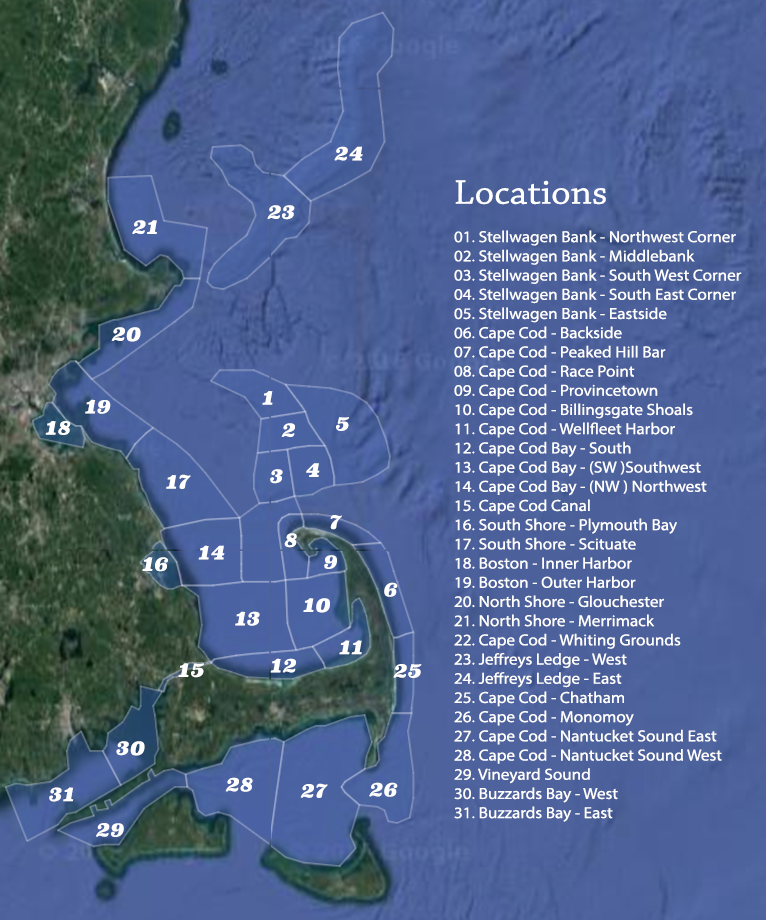 24
23
21
20
1
19
5
18
2
3
4
17
7
8
14
9
16
6
10
13
11
12
15
25
30
28
26
27
31
29
Locations
01. Stellwagen Bank - Northwest Corner
02. Stellwagen Bank - Middlebank
03. Stellwagen Bank - South West Corner
04. Stellwagen Bank - South East Corner
05. Stellwagen Bank - Eastside
06. Cape Cod - Backside
07. Cape Cod - Peaked Hill Bar
08. Cape Cod - Race Point
09. Cape Cod - Provincetown
10. Cape Cod - Billingsgate Shoals
11. Cape Cod - Wellfleet Harbor
12. Cape Cod Bay - South
13. Cape Cod Bay - (SW )Southwest
14. Cape Cod Bay - (NW ) Northwest
15. Cape Cod Canal
16. South Shore - Plymouth Bay
17. South Shore - Scituate
18. Boston - Inner Harbor
19. Boston - Outer Harbor
20. North Shore - Glouchester
21. North Shore - Merrimack
22. Cape Cod - Whiting Grounds
23. Jeffreys Ledge - West
24. Jeffreys Ledge - East
25. Cape Cod - Chatham
26. Cape Cod - Monomoy
27. Cape Cod - Nantucket Sound East
28. Cape Cod - Nantucket Sound West
29. Vineyard Sound
30. Buzzards Bay - West
31. Buzzards Bay - East